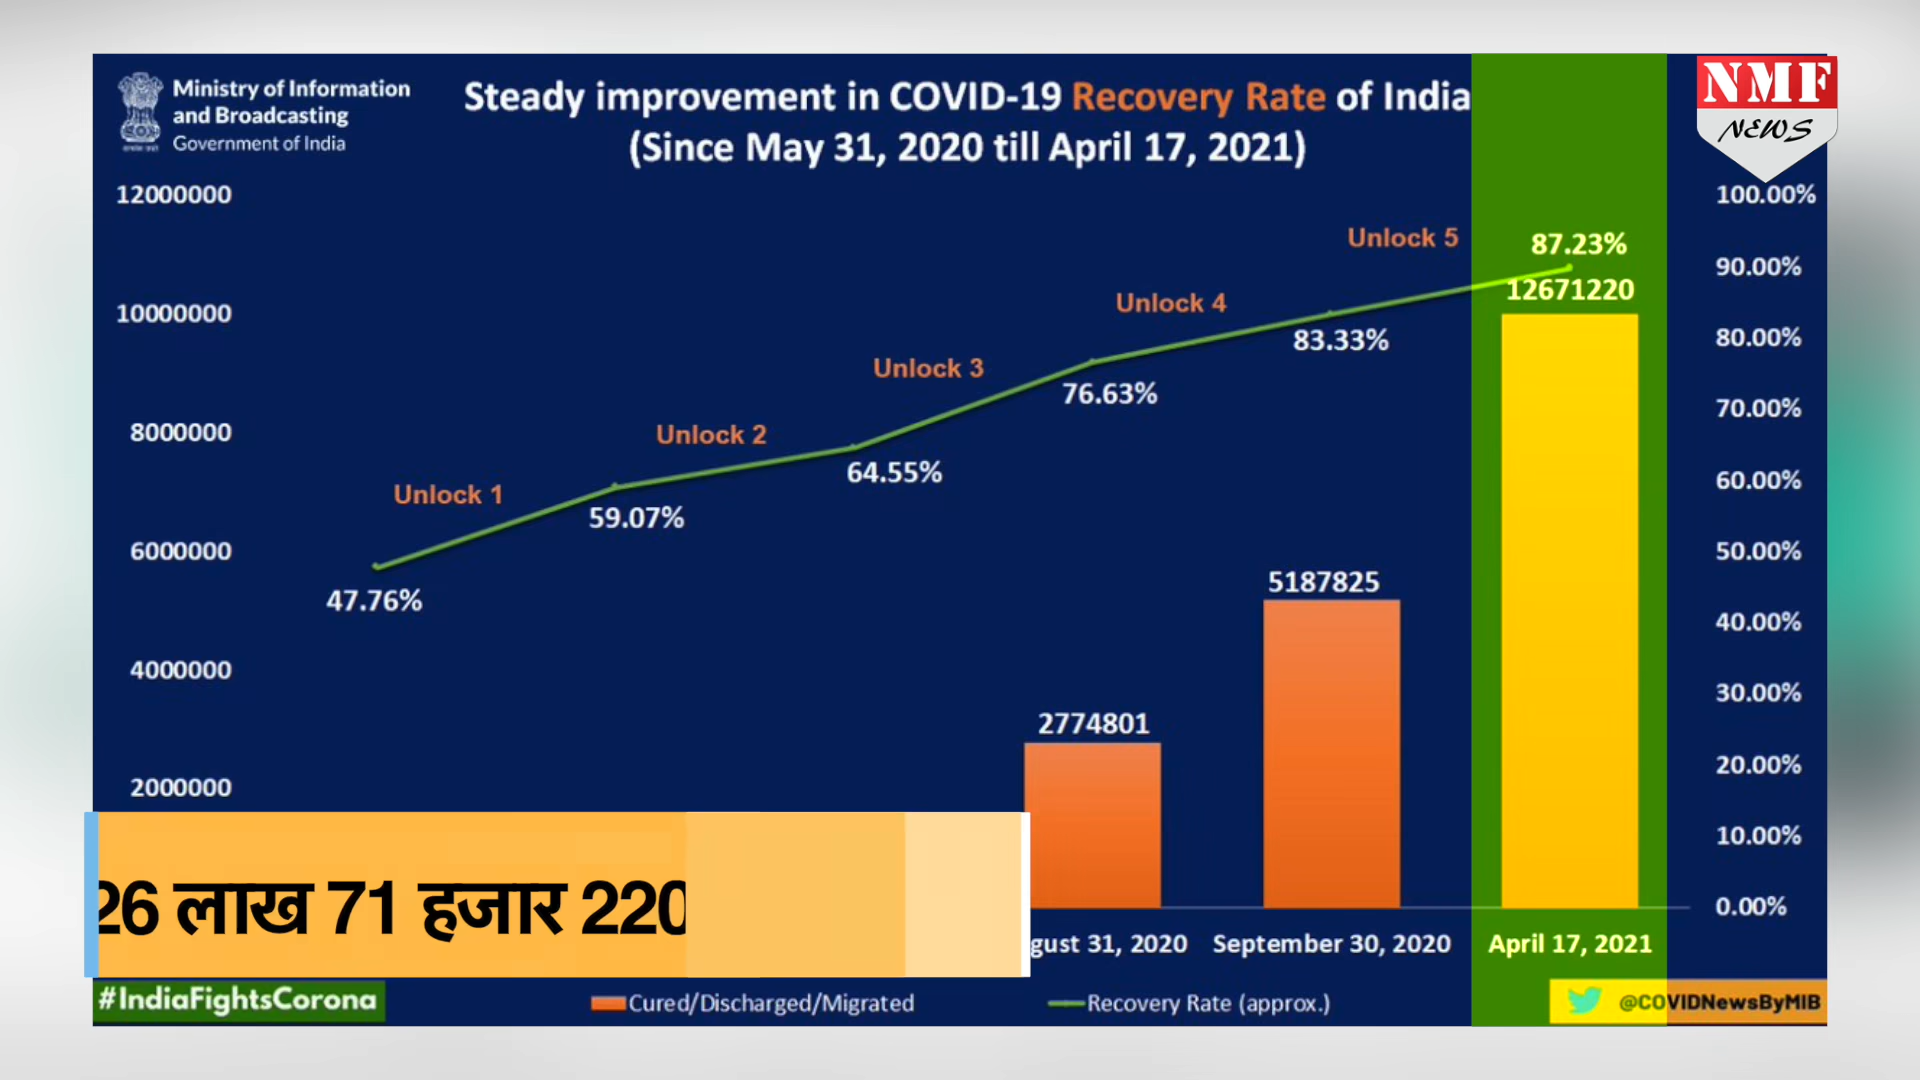 Ministry of Information
and Broadcasting
Government of India
Steady improvement in COVID-19 Recovery Rate of India
(Since May 31, 2020 till April 17, 2021)
NMF
NEWS
12000000
10000000
8000000
6000000
4000000
2000000
100.00%
90.00%
80.00%
70.00%
60.00%
50.00%
40.00%
30.00%
20.00%
10.00%
0.00%
Unlock 1
Unlock 2
Unlock 3
Unlock 4
Unlock 5
47.76%
59.07%
64.55%
76.63%
83.33%
87.23%
2774801
5187825
12671220
26 लाख 71 हजार 220
gust 31, 2020 September 30, 2020 April 17, 2021
#IndiaFightsCorona
Cured/Discharged/Migrated Recovery Rate (approx.)
@COVIDNewsByMIB